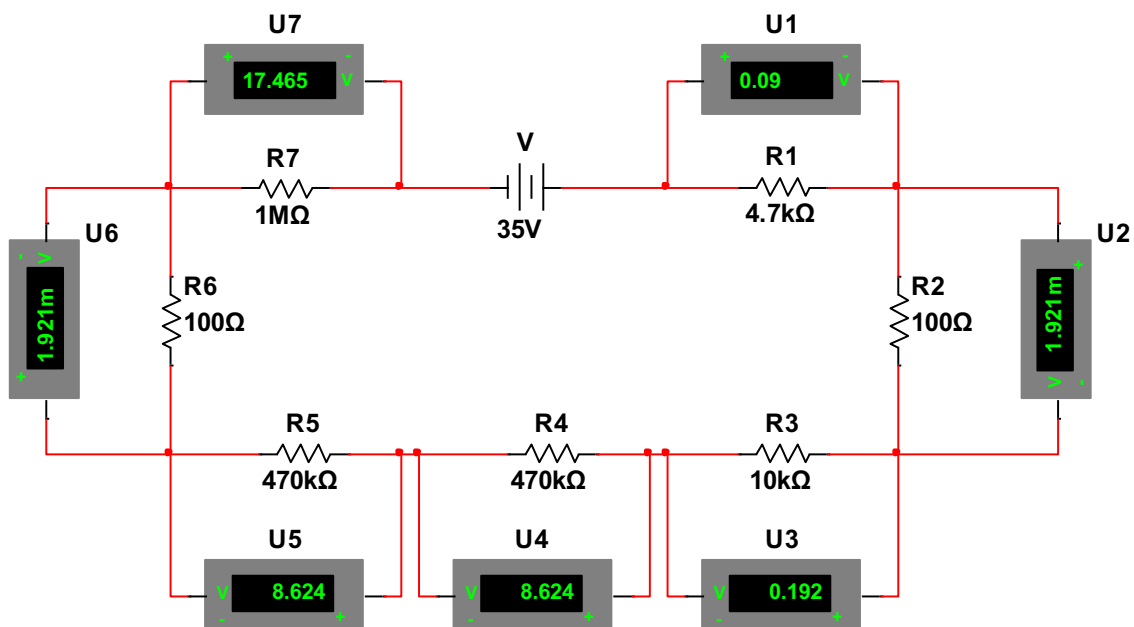 U7
U1
+ -
17.465 V
+ -
0.09 V
V
R7
R1
1MΩ
35V
4.7kΩ
U6
U2
- V
1.921m
+
+
1.921m
V -
R6
100Ω
R2
100Ω
R5
R4
R3
470kΩ
470kΩ
10kΩ
U5
U4
U3
V 8.624
- +
V 8.624
- +
V 0.192
- +